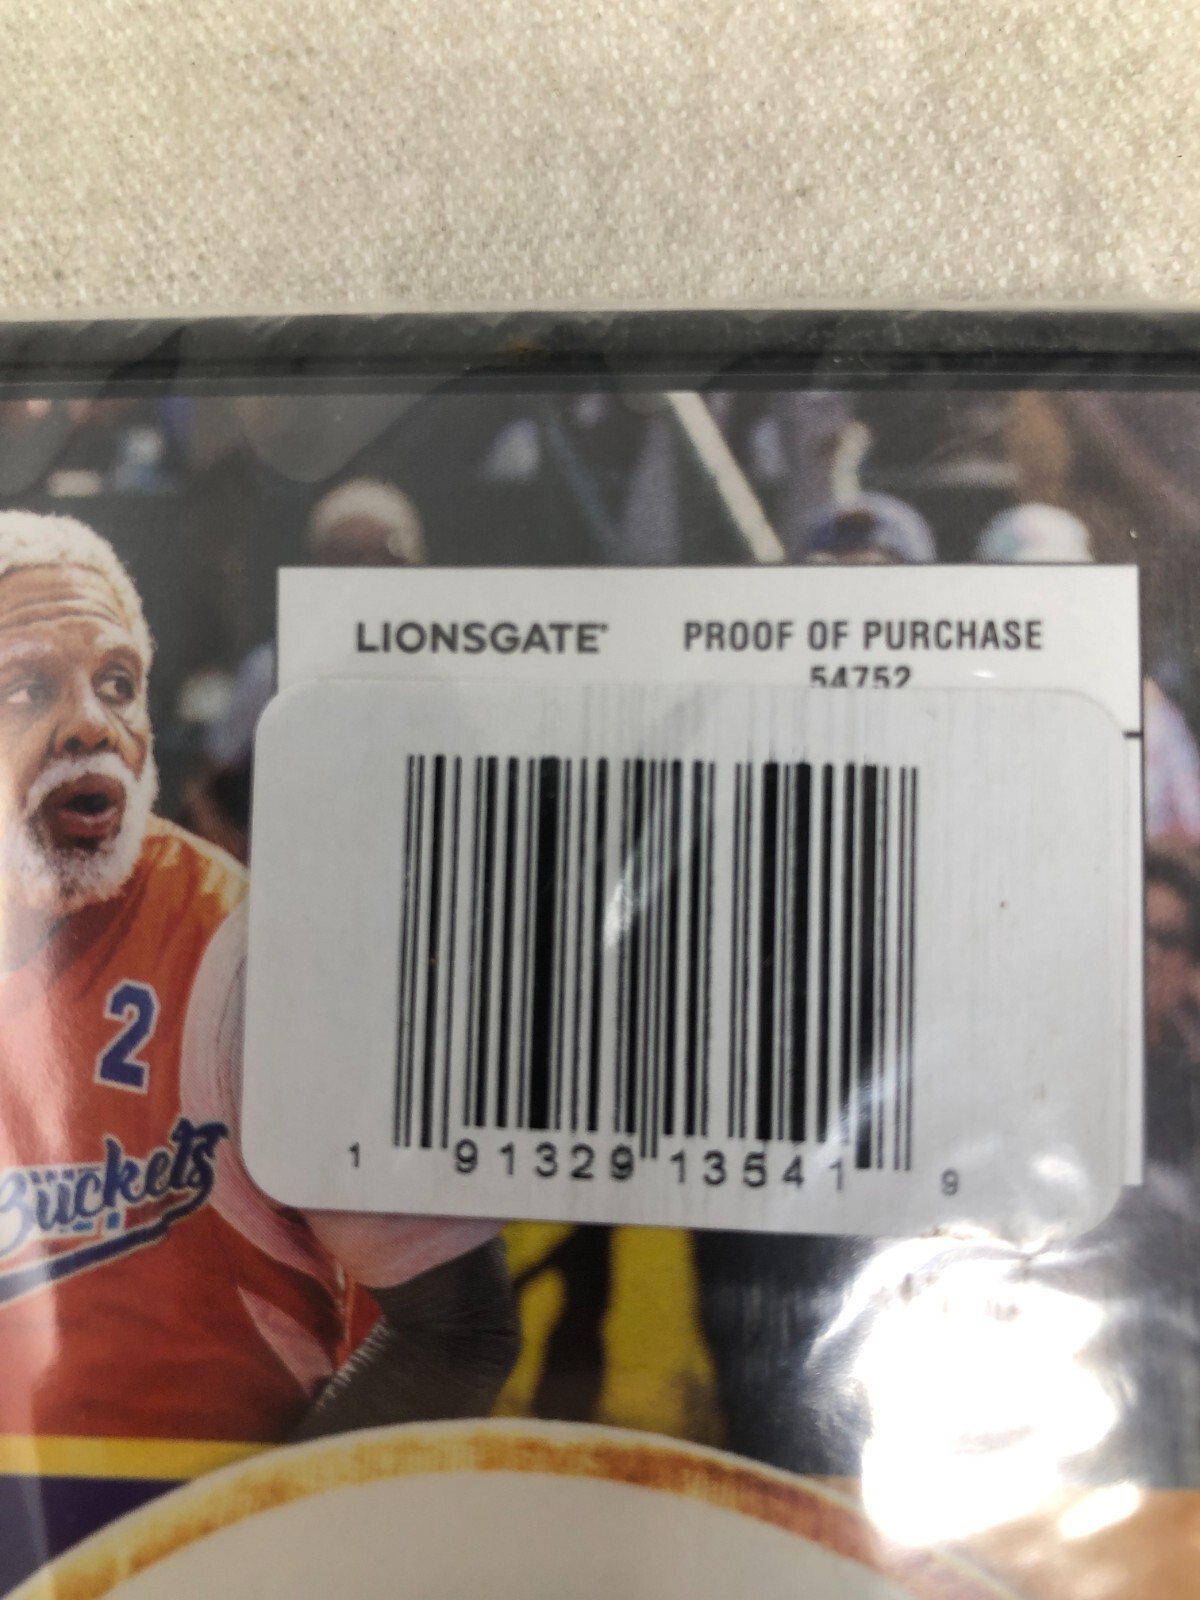 LIONSGATE
PROOF OF PURCHASE
54752
2
Buckets
1 91329 13541 9